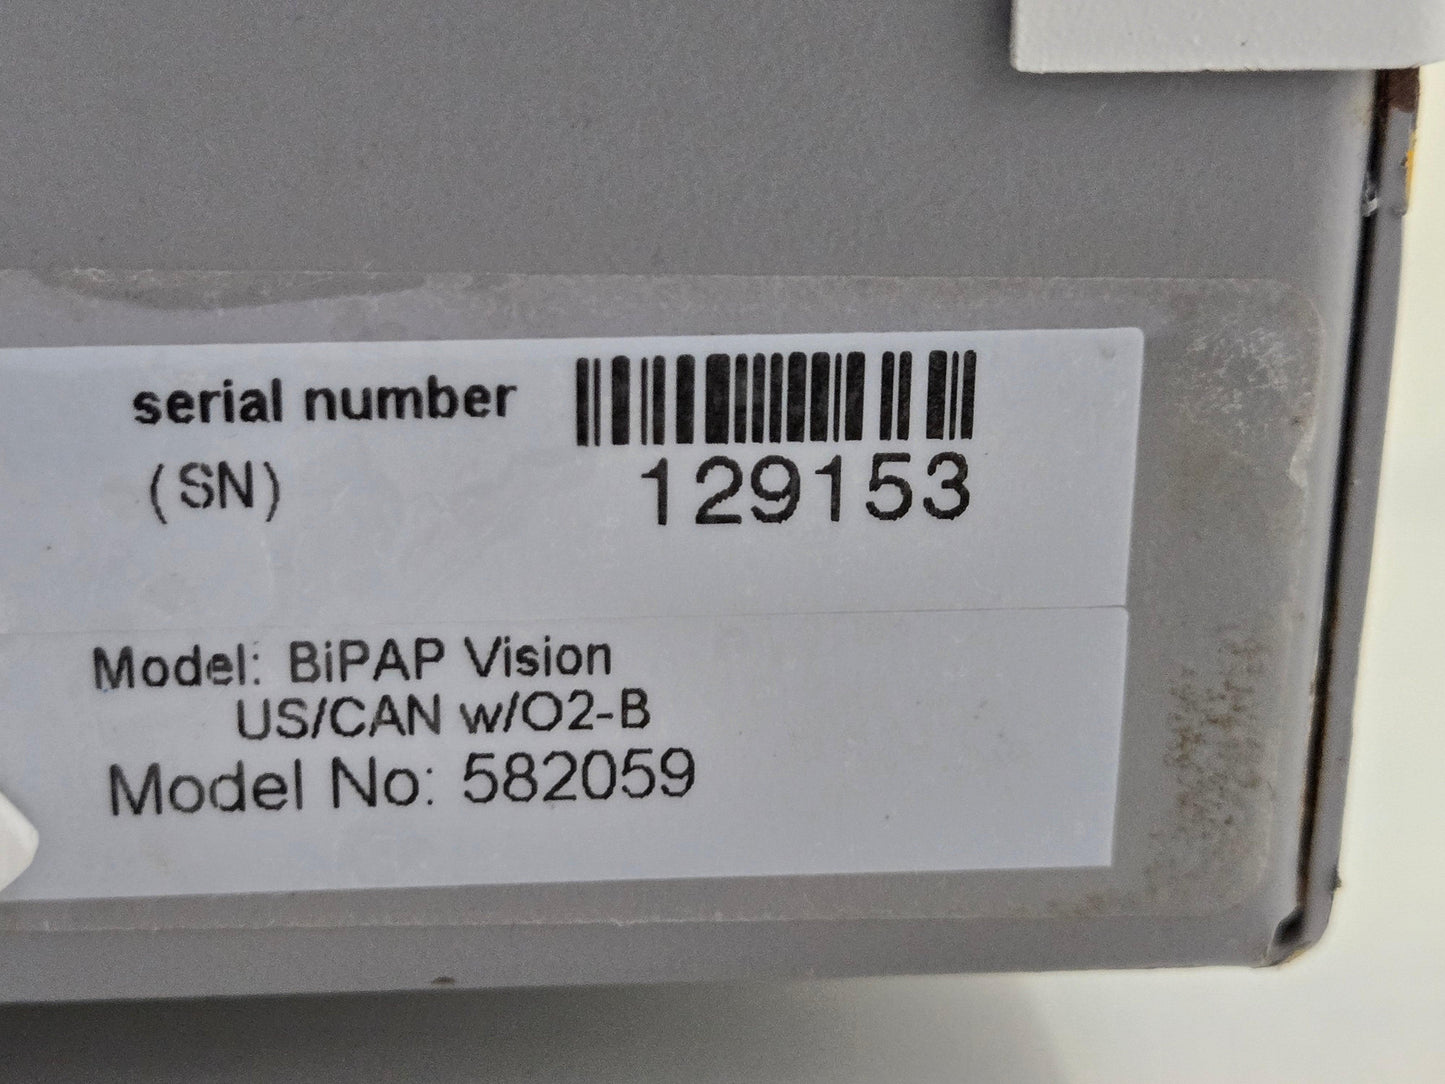 serial number
(SN)
129153
Model: BiPAP Vision
US/CAN w/O2-B
Model No: 582059